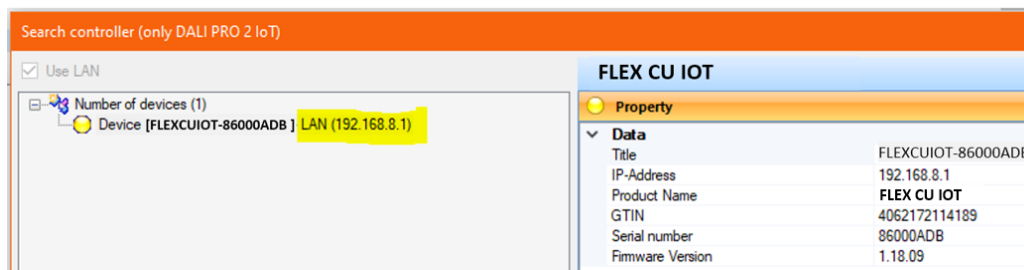 Search controller (only DALI PRO 2 IoT)
Use LAN
Number of devices (1)
Device [FLEXCUIOT-86000ADB ] LAN (192.168.8.1)
FLEX CU IOT
Property
Data
Title FLEXCUIOT-86000ADB
IP-Address 192.168.8.1
Product Name FLEX CU IOT
GTIN 4062172114189
Serial number 86000ADB
Firmware Version 1.18.09